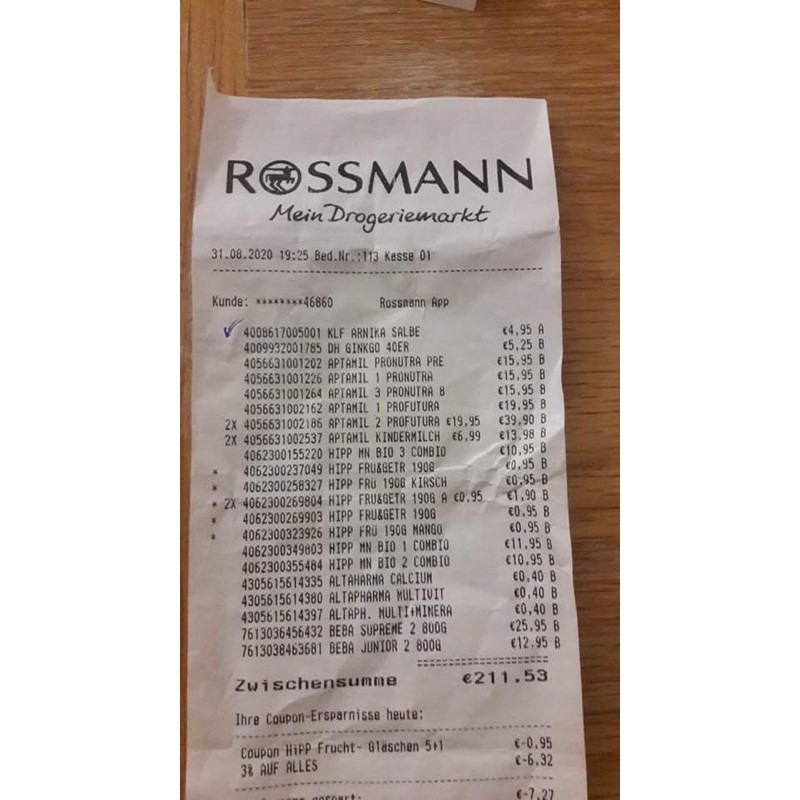 ROSSMANN
Mein Drogeriemarkt
31.08.2020 19:25 Bed.Nr.:113 Kasse 01
Kunde: ********46860 Rossmann App
4008617005001 KLF ARNIKA SALBE €4,95 A
4009932001785 DH GINKGO 40ER €5,25 B
4056631001202 APTAMIL PRONUTRA PRE €15,95 B
4056631001226 APTAMIL 1 PRONUTRA €15,95 B
4056631001264 APTAMIL 3 PRONUTRA B €15,95 B
4056631002162 APTAMIL 1 PROFUTURA €19,95 B
2X 4056631002186 APTAMIL 2 PROFUTURA €19,95 €39,90 B
2X 4056631002537 APTAMIL KINDERMILCH €6,99 €13,98 B
4062300155220 HIPP MN BIO 3 COMBIO €10,95 B
* 4062300237049 HIPP FRU&GETR 190G €0,95 B
* 4062300258327 HIPP FRÜ 190G KIRSCH €0,95 B
* 2X 4062300269804 HIPP FRU&GETR 190G A €0,95 €1,90 B
* 4062300269903 HIPP FRU&GETR 190G €0,95 B
* 4062300323926 HIPP FRÜ 190G MANGO €0,95 B
4062300349803 HIPP MN BIO 1 COMBIO €11,95 B
4062300355484 HIPP MN BIO 2 COMBIO €10,95 B
4305615614335 ALTAHARMA CALCIUM €0,40 B
4305615614380 ALTAPHARMA MULTIVIT €0,40 B
4305615614397 ALTAPH. MULTI+MINERA €0,40 B
7613036456432 BEBA SUPREME 2 800G €25,95 B
7613038463681 BEBA JUNIOR 2 800G €12,95 B
Zwischensumme €211,53
Ihre Coupon-Ersparnisse heute:
Coupon HiPP Frucht- Gläschen 5+1 €-0,95
3% AUF ALLES €-6,32
€-7,27